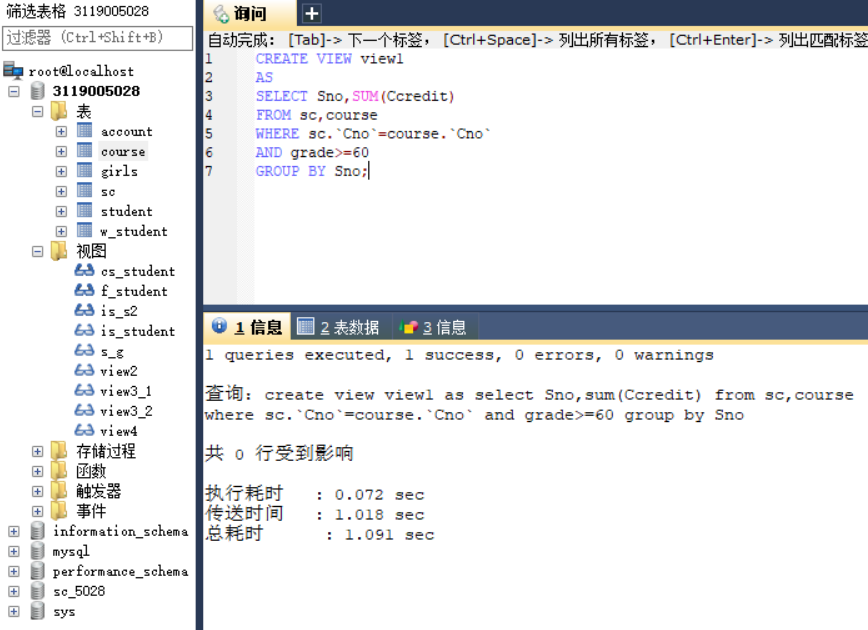 筛选表格 3119005028
过滤器 (Ctrl+Shift+B)
root@localhost
3119005028
表
account
course
girls
sc
student
w_student
视图
cs_student
f_student
is_s2
is_student
s_g
view2
view3_1
view3_2
view4
存储过程
函数
触发器
事件
information_schema
mysql
performance_schema
sc_5028
sys
询问
自动完成: [Tab]-> 下一个标签, [Ctrl+Space]-> 列出所有标签, [Ctrl+Enter]-> 列出匹配标签
1 CREATE VIEW view1
2 AS
3 SELECT Sno,SUM(Ccredit)
4 FROM sc,course
5 WHERE sc.`Cno`=course.`Cno`
6 AND grade>=60
7 GROUP BY Sno;
1 信息 2 表数据 3 信息
1 queries executed, 1 success, 0 errors, 0 warnings
查询: create view view1 as select Sno,sum(Ccredit) from sc,course
where sc.`Cno`=course.`Cno` and grade>=60 group by Sno
共 0 行受到影响
执行耗时 : 0.072 sec
传送时间 : 1.018 sec
总耗时 : 1.091 sec